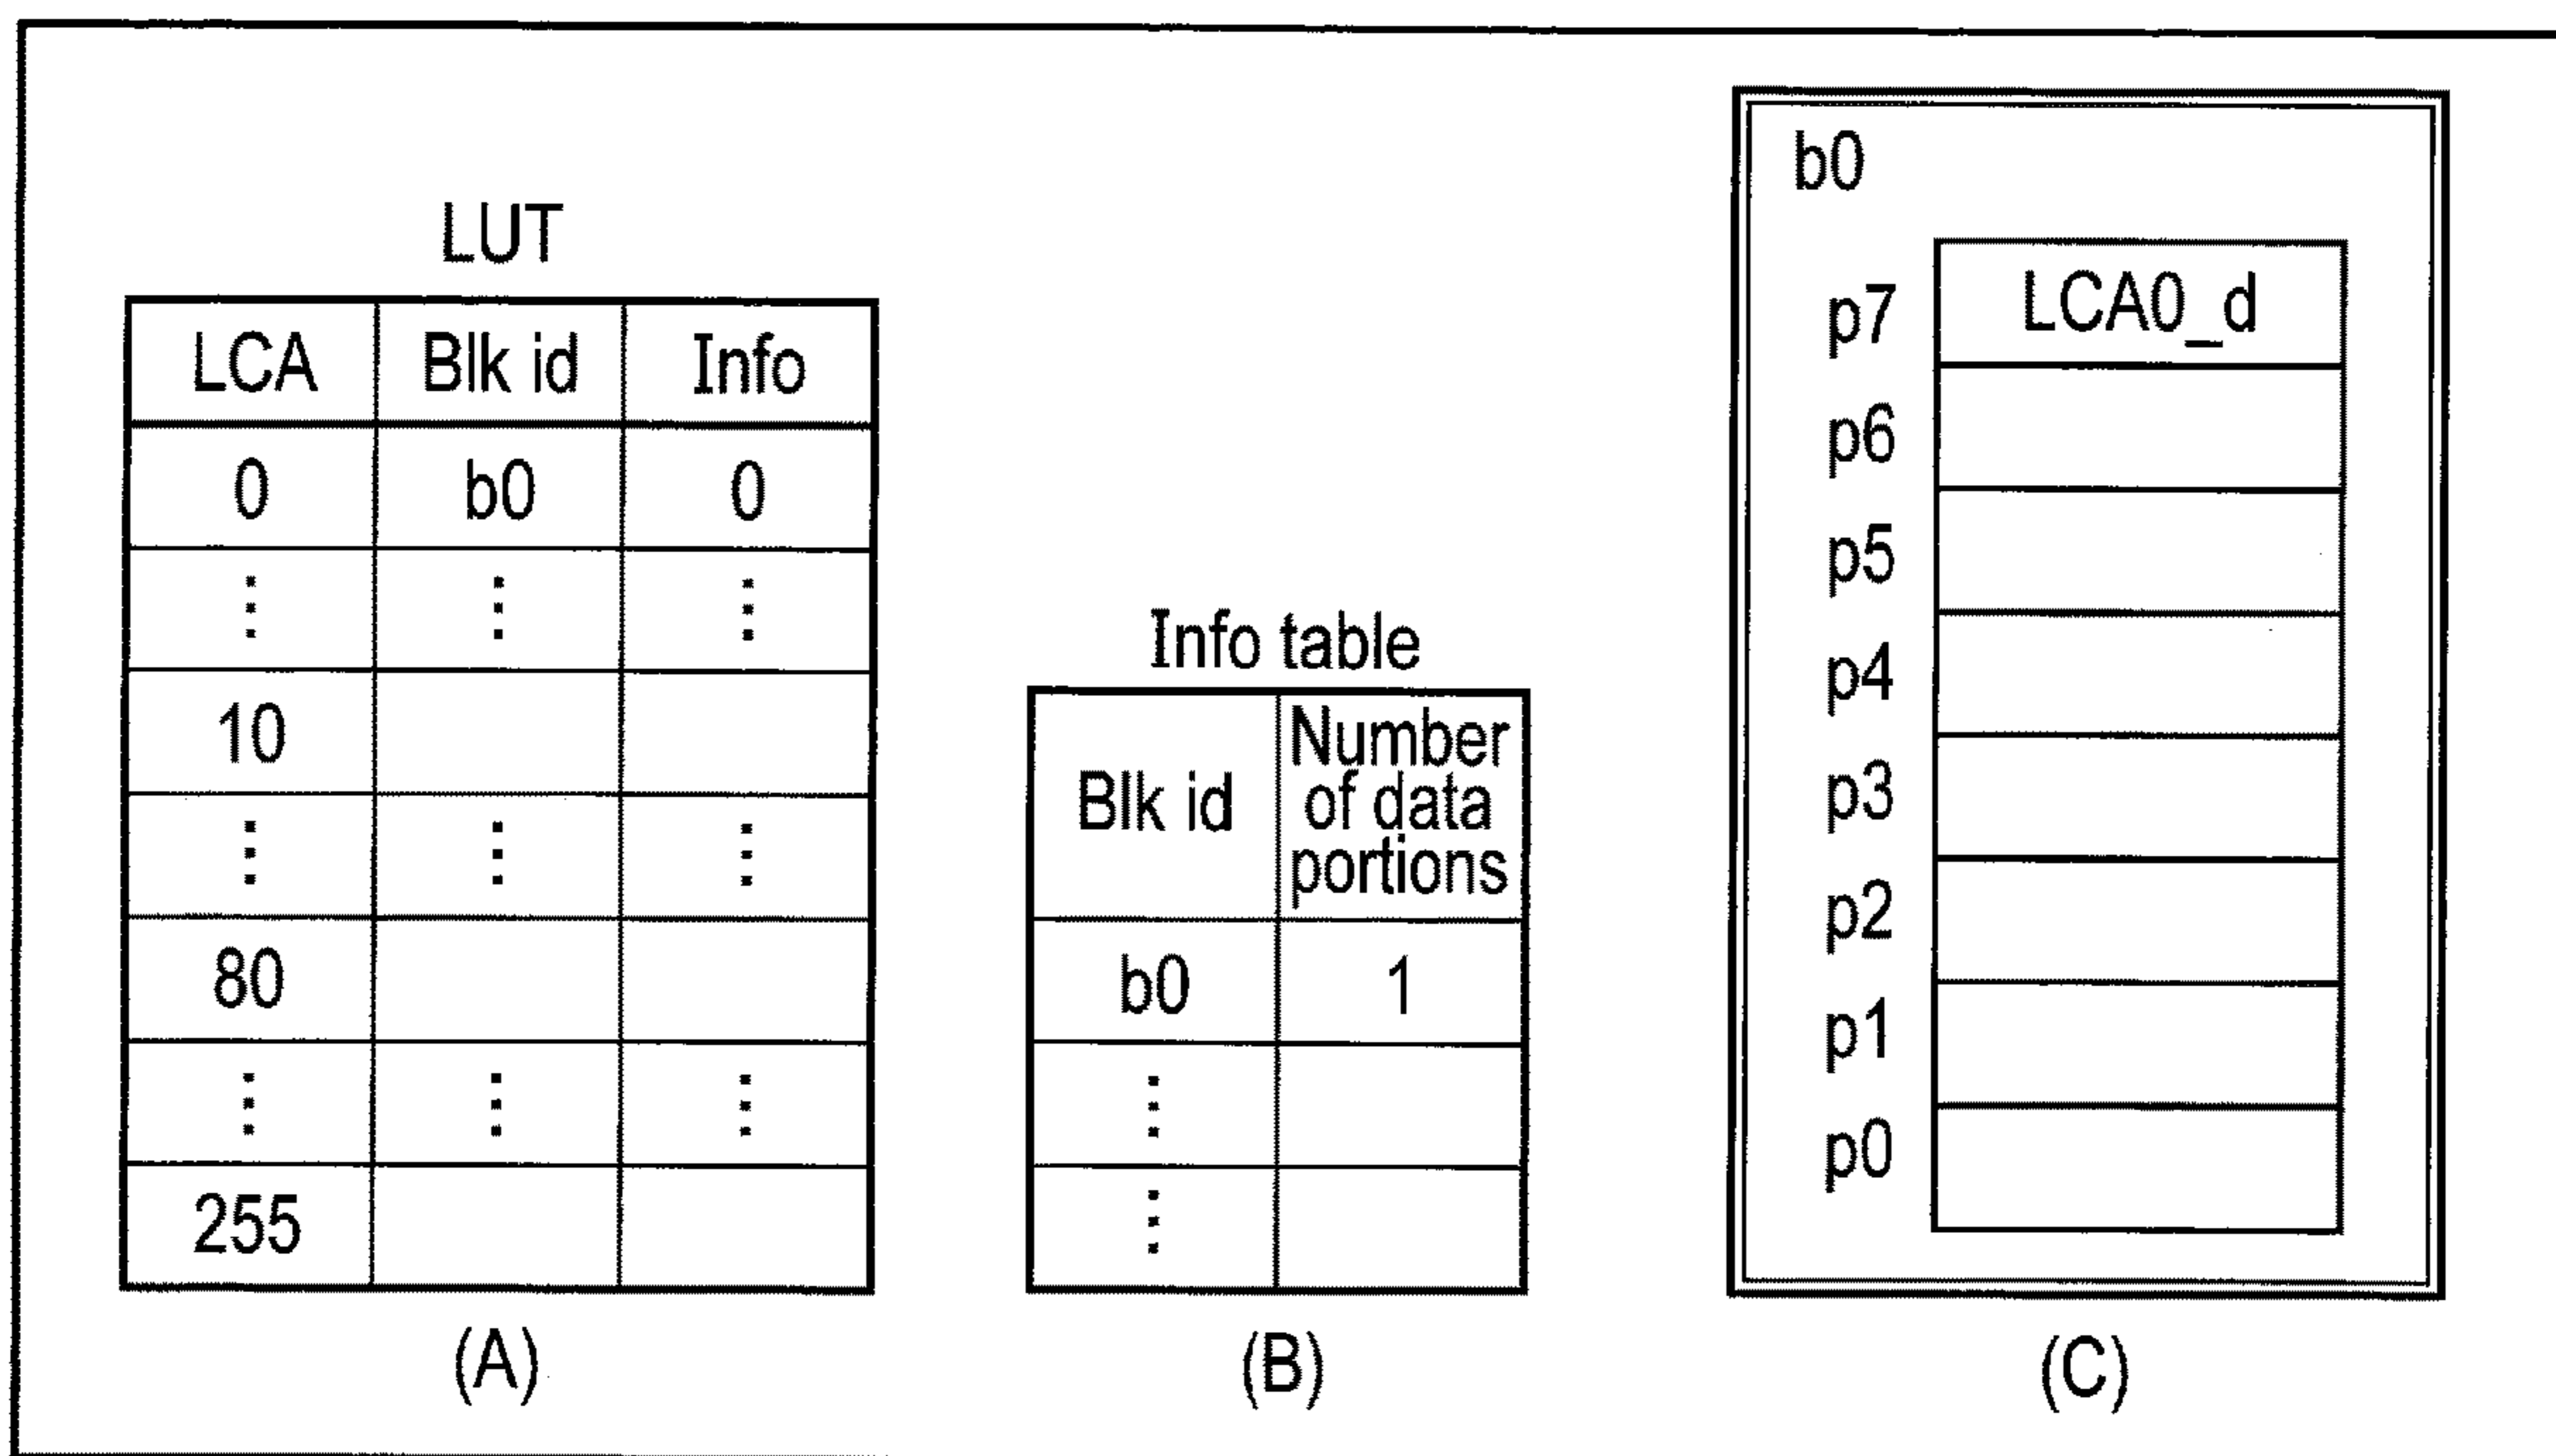 LUT
LCA Blk id Info
0 b0 0
⋮ ⋮ ⋮
10
⋮ ⋮ ⋮
80
⋮ ⋮ ⋮
255
(A)
Info table
Blk id Number of data portions
b0 1
⋮
⋮
(B)
b0
p7 LCA0_d
p6
p5
p4
p3
p2
p1
p0
(C)